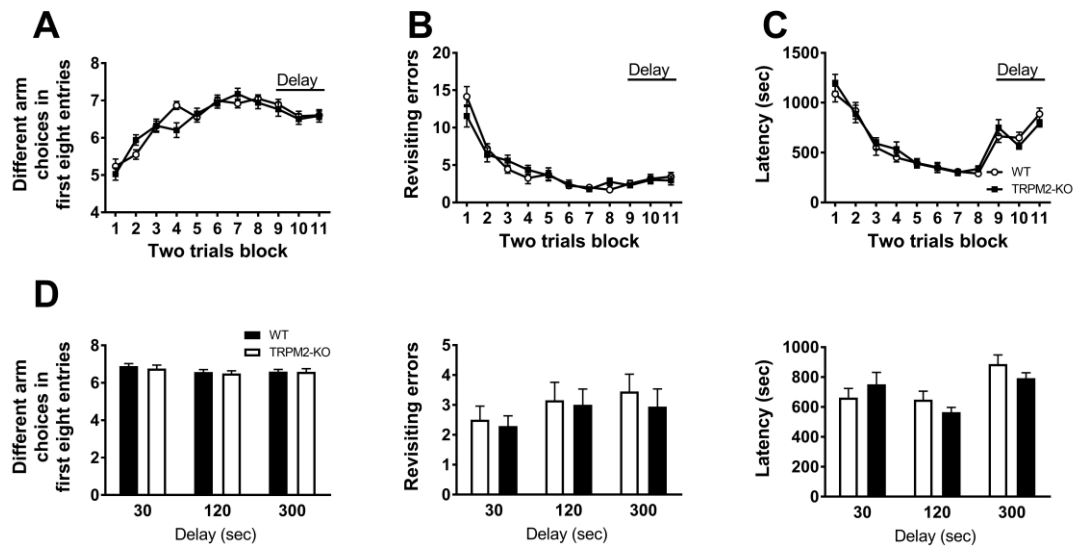 A
Different arm
choices in
first eight entries
8
7
6
5
4
Delay
1 2 3 4 5 6 7 8 9 10 11
Two trials block
B
Revisiting errors
20
15
10
5
0
Delay
1 2 3 4 5 6 7 8 9 10 11
Two trials block
C
Latency (sec)
1500
1000
500
0
Delay
WT
TRPM2-KO
1 2 3 4 5 6 7 8 9 10 11
Two trials block
D
Different arm
choices in
first eight entries
8
6
4
2
0
WT
TRPM2-KO
30 120 300
Delay (sec)
Revisiting errors
5
4
3
2
1
0
30 120 300
Delay (sec)
Latency (sec)
1000
800
600
400
200
0
30 120 300
Delay (sec)